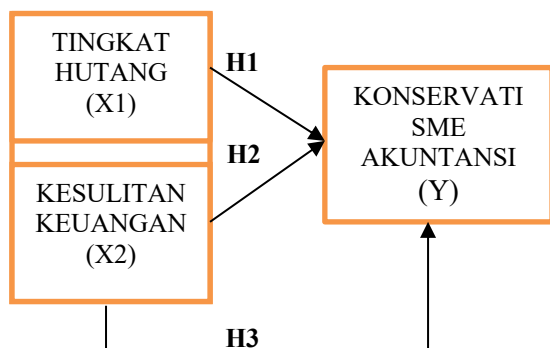 TINGKAT
HUTANG
(X1)
H1
KONSERVATI
SME
AKUNTANSI
(Y)
H2
KESULITAN
KEUANGAN
(X2)
H3